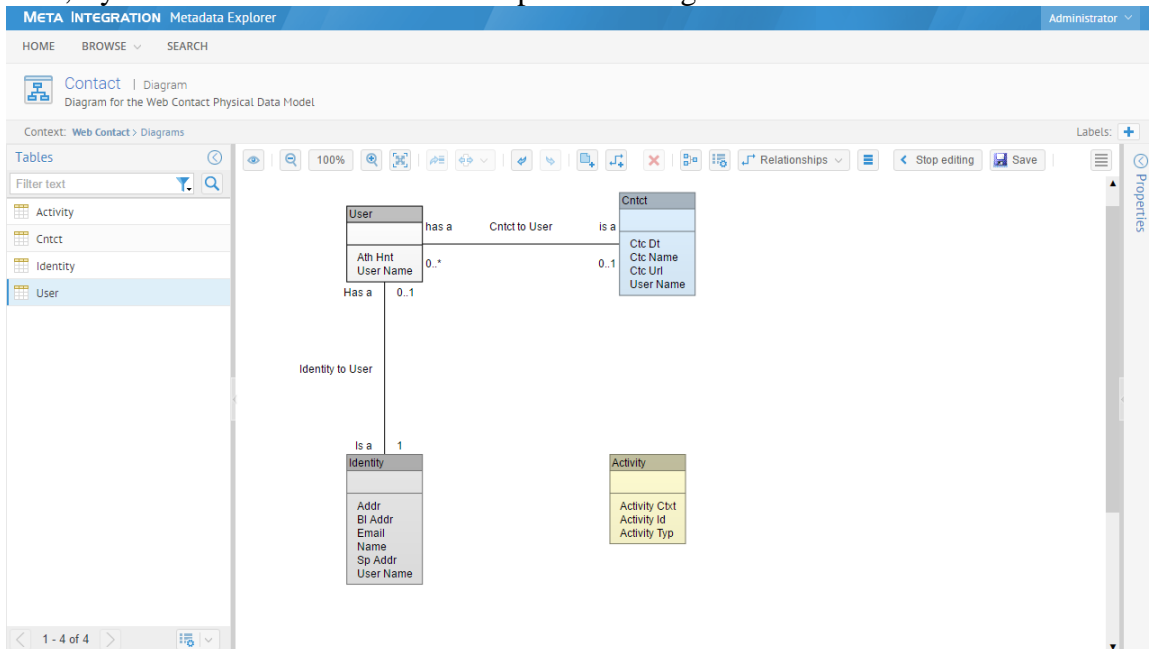 META INTEGRATION Metadata Explorer
Administrator
HOME BROWSE SEARCH
Contact | Diagram
Diagram for the Web Contact Physical Data Model
Context: Web Contact > Diagrams
Labels: +
Tables
100%
Relationships
Stop editing
Save
Properties
Filter text
Activity
Cntct
Identity
User
User
Ath Hnt
User Name
has a Cntct to User is a
0..* 0..1
Cntct
Ctc Dt
Ctc Name
Ctc Url
User Name
Has a 0..1
Identity to User
Is a 1
Identity
Addr
Bl Addr
Email
Name
Sp Addr
User Name
Activity
Activity Ctxt
Activity Id
Activity Typ
1 - 4 of 4